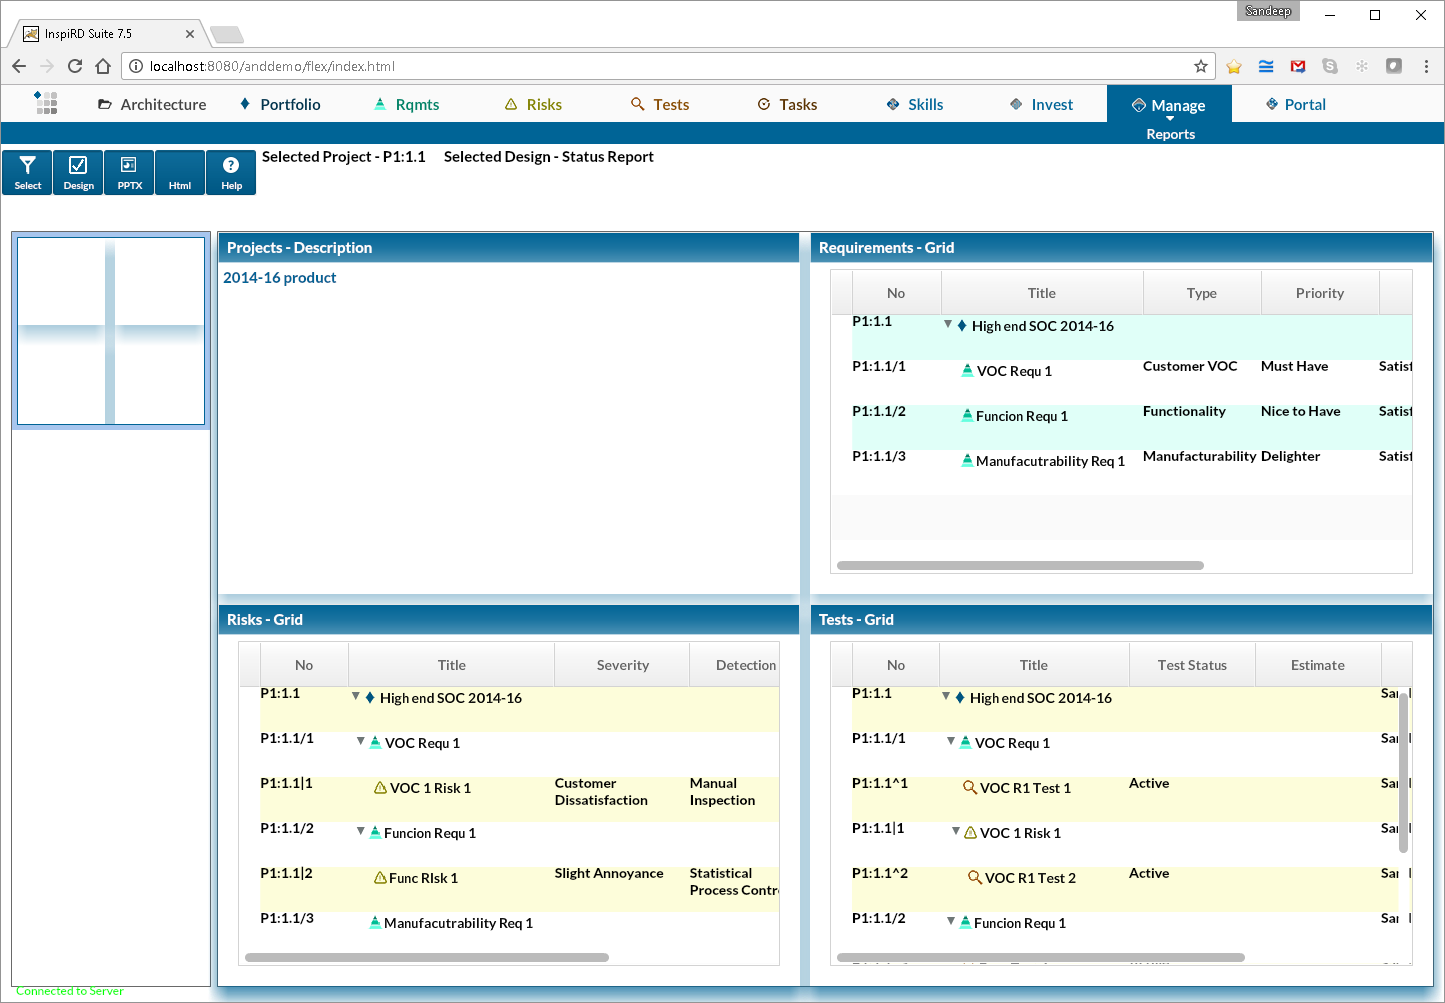 Sandeep
InspiRD Suite 7.5
localhost:8080/anddemo/flex/index.html
Architecture Portfolio Rqmts Risks Tests Tasks Skills Invest Manage Portal
Reports
Selected Project - P1:1.1 Selected Design - Status Report
Select Design PPTX Html Help
Projects - Description
2014-16 product
Requirements - Grid
No Title Type Priority
P1:1.1 High end SOC 2014-16
P1:1.1/1 VOC Requ 1 Customer VOC Must Have Satisf
P1:1.1/2 Funcion Requ 1 Functionality Nice to Have Satisf
P1:1.1/3 Manufacutrability Req 1 Manufacturability Delighter Satisf
Risks - Grid
No Title Severity Detection
P1:1.1 High end SOC 2014-16
P1:1.1/1 VOC Requ 1
P1:1.1|1 VOC 1 Risk 1 Customer Manual
Dissatisfaction Inspection
P1:1.1/2 Funcion Requ 1
P1:1.1|2 Func RIsk 1 Slight Annoyance Statistical
Process Contr
P1:1.1/3 Manufacutrability Req 1
Tests - Grid
No Title Test Status Estimate
P1:1.1 High end SOC 2014-16
P1:1.1/1 VOC Requ 1
P1:1.1^1 VOC R1 Test 1 Active
P1:1.1|1 VOC 1 Risk 1
P1:1.1^2 VOC R1 Test 2 Active
P1:1.1/2 Funcion Requ 1
Connected to Server